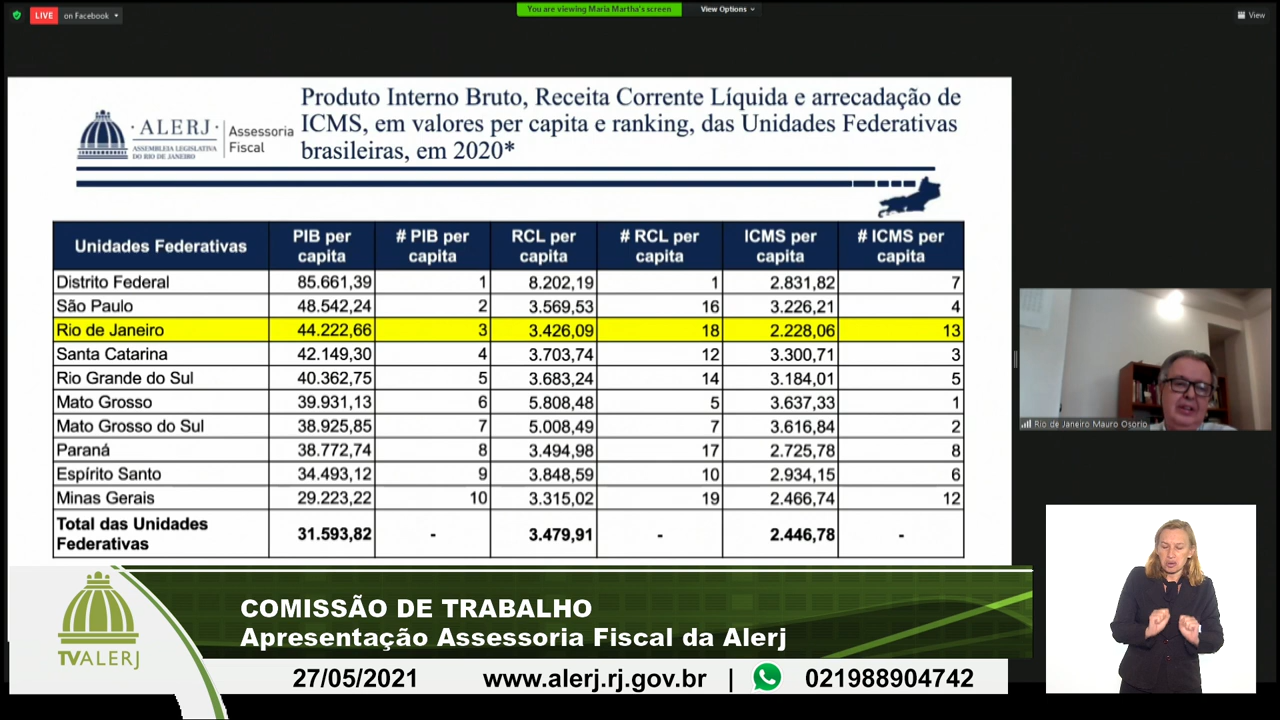 LIVE on Facebook
You are viewing Maria Martha's screen
View Options
View
ALERJ
ASSEMBLEIA LEGISLATIVA
DO RIO DE JANEIRO
Assessoria
Fiscal
Produto Interno Bruto, Receita Corrente Líquida e arrecadação de
ICMS, em valores per capita e ranking, das Unidades Federativas
brasileiras, em 2020*
Unidades Federativas PIB per capita # PIB per capita RCL per capita # RCL per capita ICMS per capita # ICMS per capita
Distrito Federal 85.661,39 1 8.202,19 1 2.831,82 7
São Paulo 48.542,24 2 3.569,53 16 3.226,21 4
Rio de Janeiro 44.222,66 3 3.426,09 18 2.228,06 13
Santa Catarina 42.149,30 4 3.703,74 12 3.300,71 3
Rio Grande do Sul 40.362,75 5 3.683,24 14 3.184,01 5
Mato Grosso 39.931,13 6 5.808,48 5 3.637,33 1
Mato Grosso do Sul 38.925,85 7 5.008,49 7 3.616,84 2
Paraná 38.772,74 8 3.494,98 17 2.725,78 8
Espírito Santo 34.493,12 9 3.848,59 10 2.934,15 6
Minas Gerais 29.223,22 10 3.315,02 19 2.466,74 12
Total das Unidades Federativas 31.593,82 - 3.479,91 - 2.446,78 -
Rio de Janeiro Mauro Osorio
TVALERJ
COMISSÃO DE TRABALHO
Apresentação Assessoria Fiscal da Alerj
27/05/2021 www.alerj.rj.gov.br | 021988904742